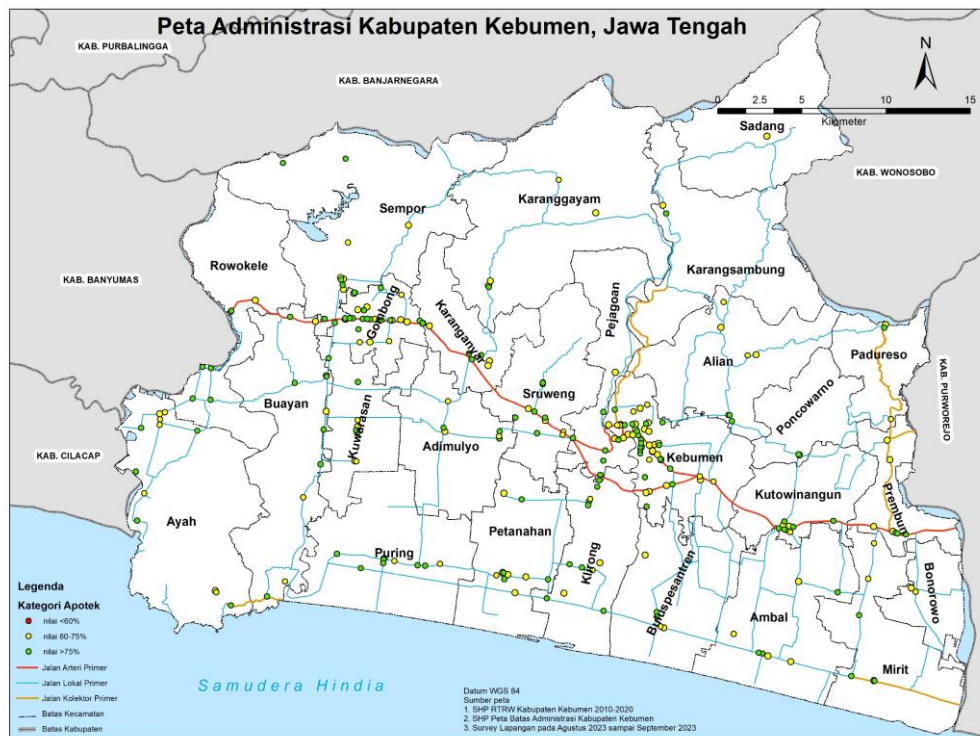 Peta Administrasi Kabupaten Kebumen, Jawa Tengah
KAB. PURBALINGGA
KAB. BANJARNEGARA
N
0 2.5 5 10 15
Kilometer
Sadang
KAB. WONOSOBO
Karanggayam
Sempor
Rowokele
Karangsambung
KAB. BANYUMAS
Gombong
Karanganyar
Pejagoan
Alian
Padureso
KAB. PURWOREJO
Sruweng
Buayan
Poncowarno
Kuwarasan
Adimulyo
Kebumen
KAB. CILACAP
Kutowinangun
Prembun
Ayah
Petanahan
Puring
Klirong
Buluspesantren
Bonorowo
Ambal
Mirit
Legenda
Kategori Apotek
nilai <60%
nilai 60-75%
nilai >75%
Jalan Arteri Primer
Jalan Lokal Primer
Jalan Kolektor Primer
Batas Kecamatan
Batas Kabupaten
Samudera Hindia
Datum WGS 84
Sumber peta
1. SHP RTRW Kabupaten Kebumen 2010-2020
2. SHP Peta Batas Administrasi Kabupaten Kebumen
3. Survey Lapangan pada Agustus 2023 sampai September 2023